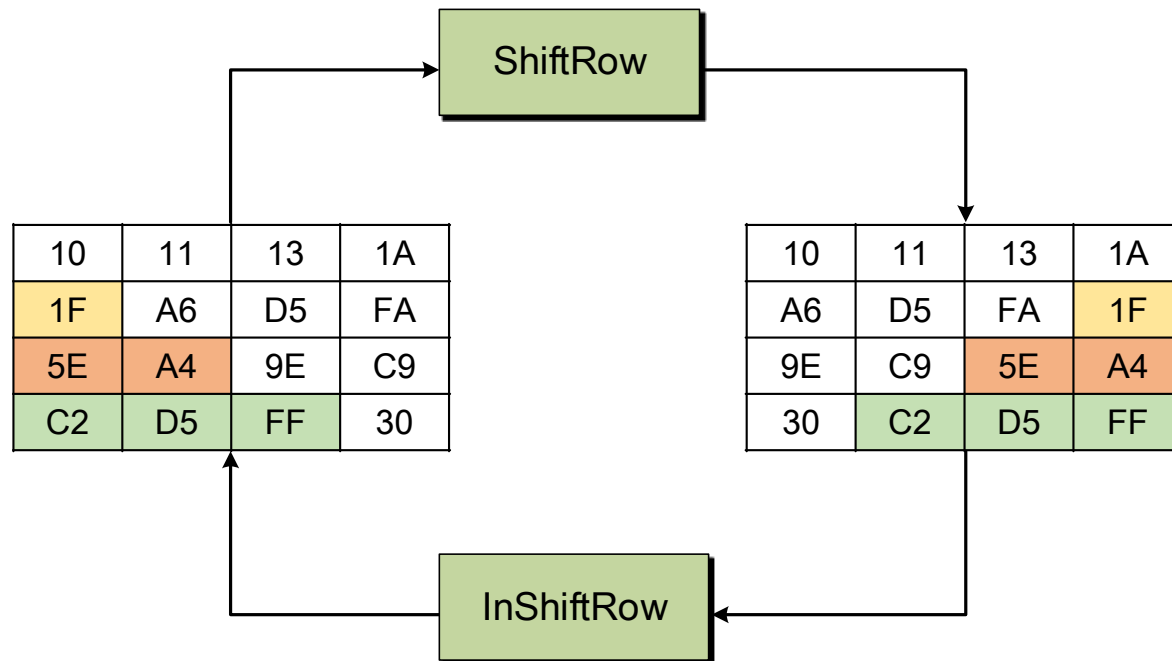 ShiftRow
10 11 13 1A
1F A6 D5 FA
5E A4 9E C9
C2 D5 FF 30
10 11 13 1A
A6 D5 FA 1F
9E C9 5E A4
30 C2 D5 FF
InShiftRow